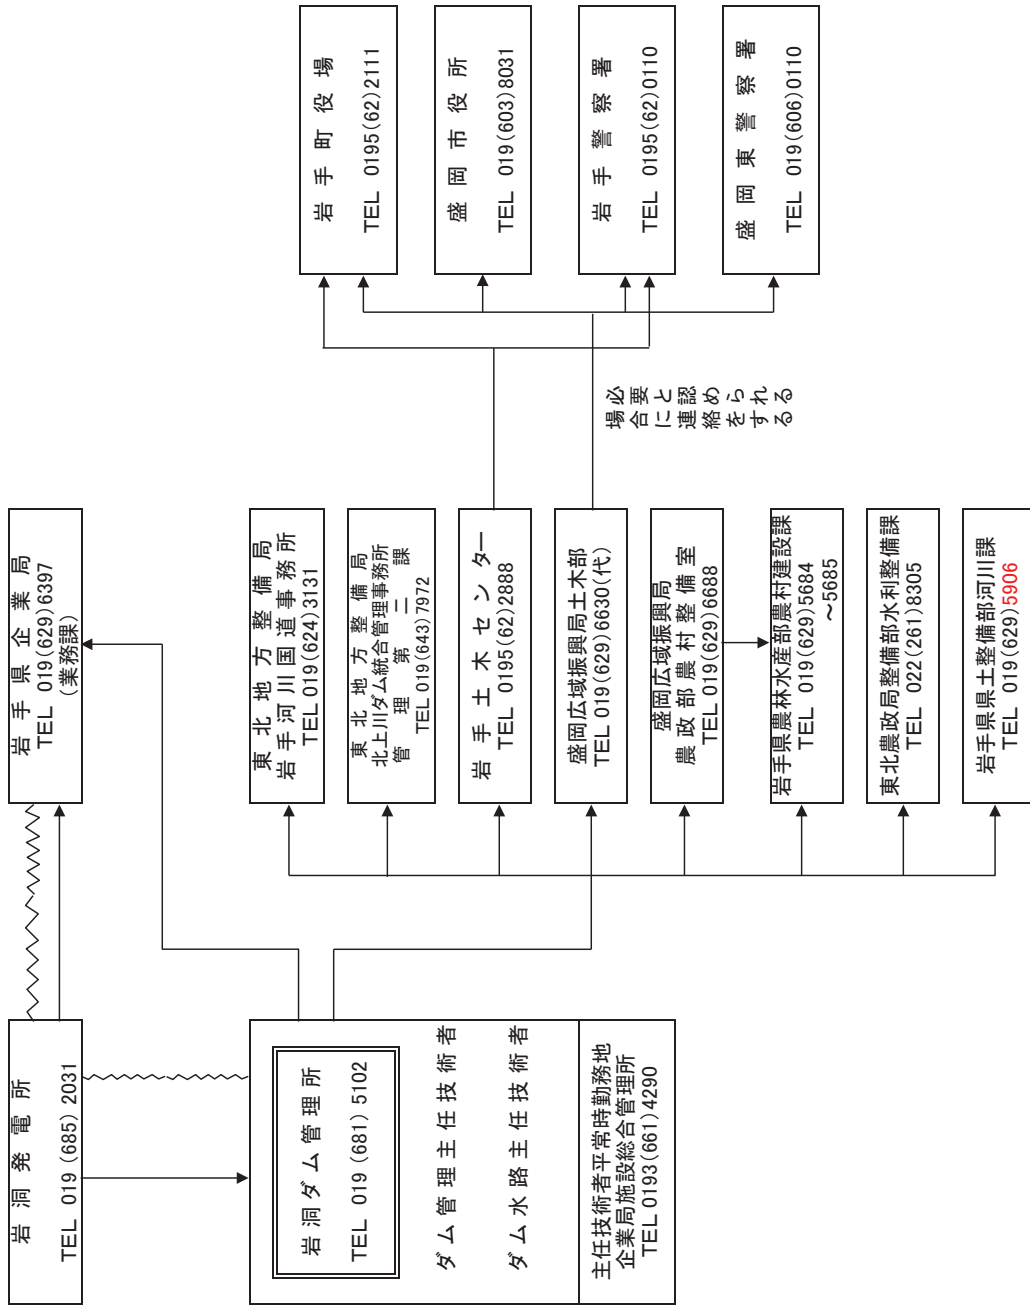 岩洞発電所
TEL 019 (685) 2031
岩洞ダム管理所
TEL 019 (681) 5102
ダム管理主任技術者
ダム水路主任技術者
主任技術者平常時勤務地
企業局施設総合管理所
TEL 0193(661)4290
岩手県企業局
TEL 019(629)6397
(業務課)
東北地方整備局
岩手河川国道事務所
TEL 019(624)3131
東北地方整備局
北上川ダム統合管理事務所
管理第二課
TEL 019(643)7972
岩手土木センター
TEL 0195(62)2888
盛岡広域振興局土木部
TEL 019(629)6630(代)
盛岡広域振興局
農政部農村整備室
TEL 019(629)6688
岩手県農林水産部農村建設課
TEL 019(629)5684
～5685
東北農政局整備部水利整備課
TEL 022(261)8305
岩手県県土整備部河川課
TEL 019(629)5906
必要と認められる
場合に連絡をする
岩手町役場
TEL 0195(62)2111
盛岡市役所
TEL 019(603)8031
岩手警察署
TEL 0195(62)0110
盛岡東警察署
TEL 019(606)0110